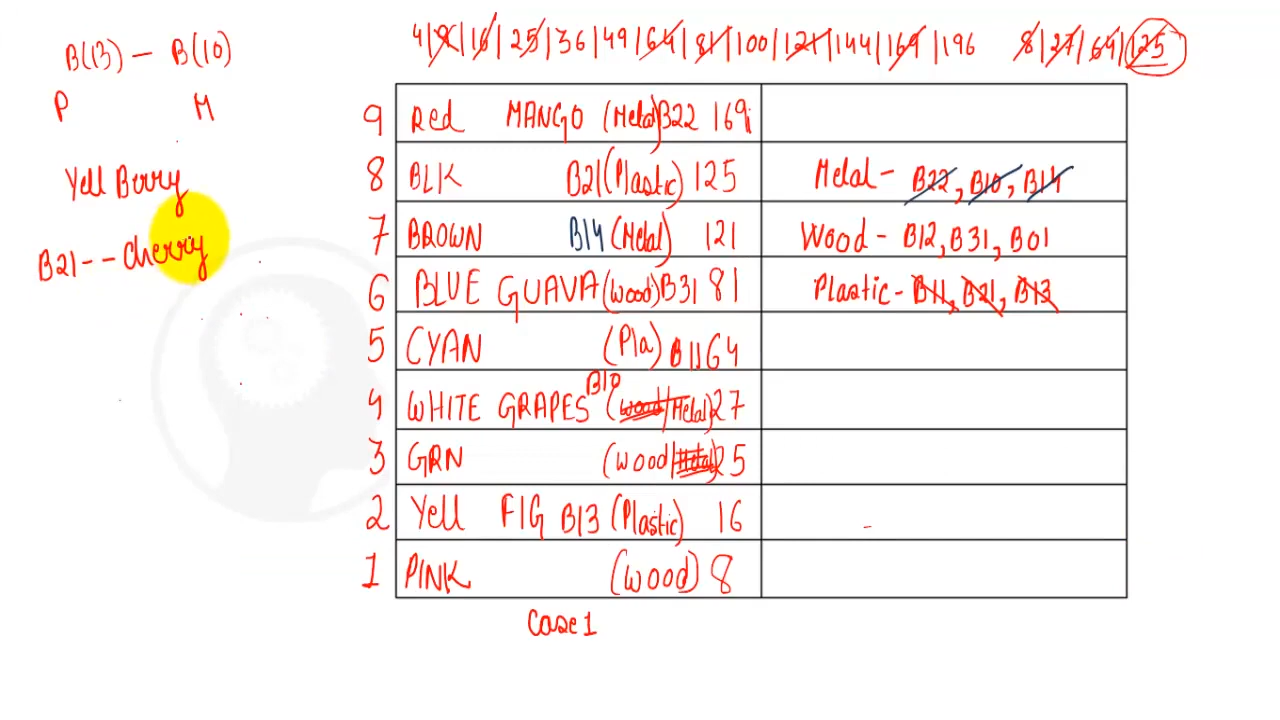 B(13) – B(10)
P M
Yell Berry
B21-- Cherry
4|8|16|25|36|49|64|81|100|121|144|169|196 8|27|64|125
9 Red MANGO (Metal) B22 169
8 BLK B21 (Plastic) 125 Metal - B22, B10, B14
7 BROWN B14 (Metal) 121 Wood - B12, B31, B01
6 BLUE GUAVA (Wood) B31 81 Plastic - B11, B21, B13
5 CYAN (Pla) B11 64
4 WHITE GRAPES B10 (wood/Metal) 27
3 GRN (wood/Metal) 25
2 Yell FIG B13 (Plastic) 16
1 PINK (wood) 8
Case 1